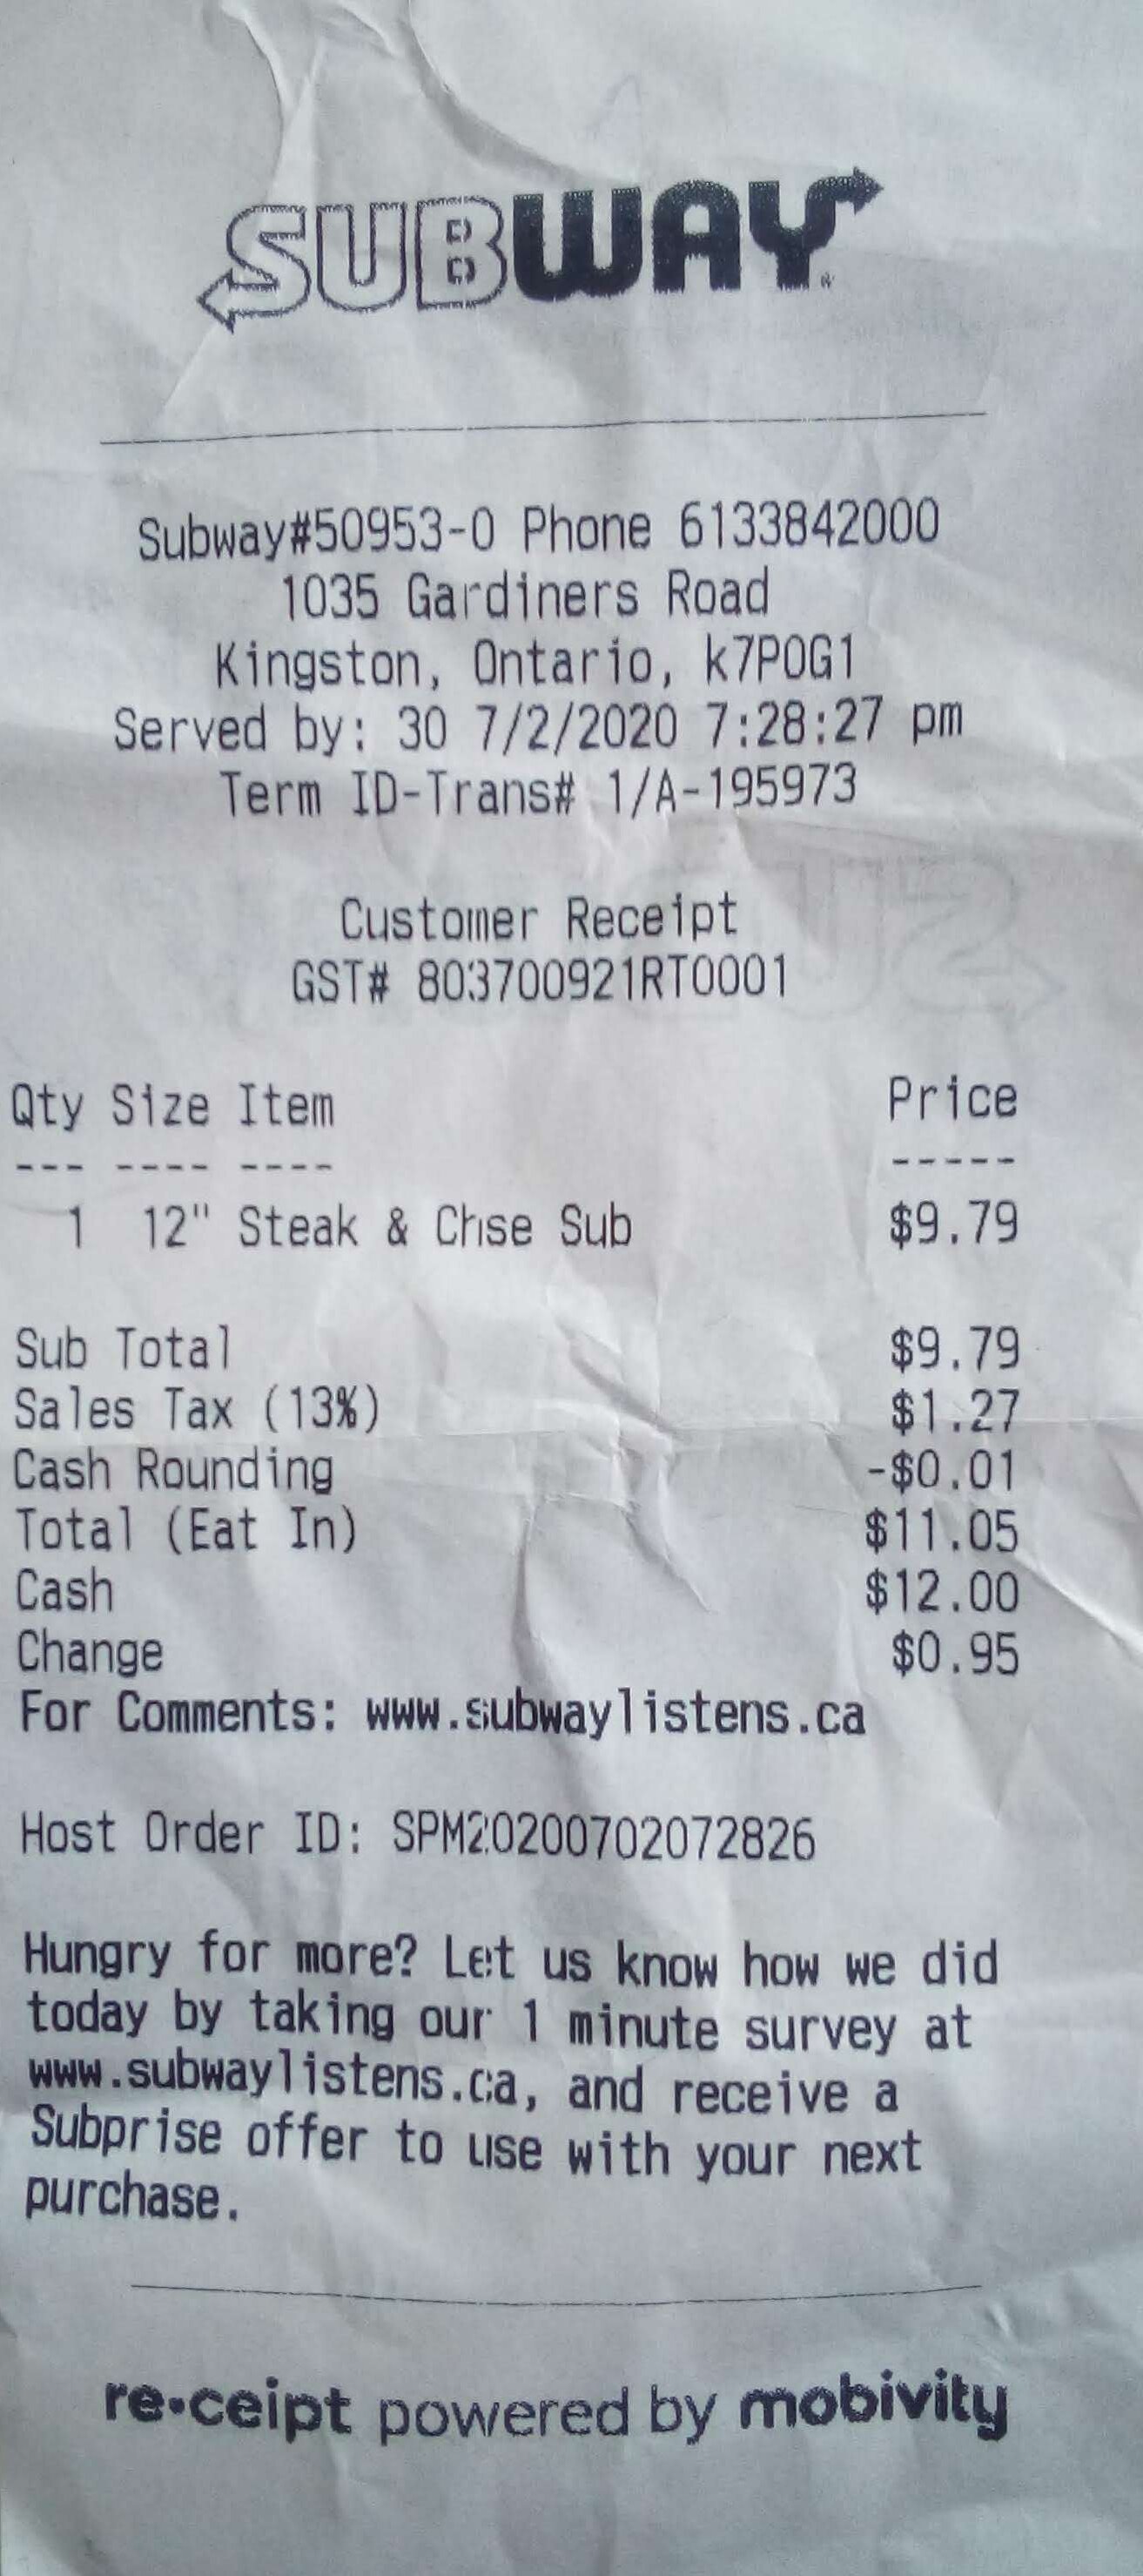 SUBWAY
Subway#50953-0 Phone 6133842000
1035 Gardiners Road
Kingston, Ontario, k7P0G1
Served by: 30 7/2/2020 7:28:27 pm
Term ID-Trans# 1/A-195973
Customer Receipt
GST# 803700921RT0001
Qty Size Item Price
--- ---- ---- -----
1 12" Steak & Chse Sub $9.79
Sub Total $9.79
Sales Tax (13%) $1.27
Cash Rounding -$0.01
Total (Eat In) $11.05
Cash $12.00
Change $0.95
For Comments: www.subwaylistens.ca
Host Order ID: SPM20200702072826
Hungry for more? Let us know how we did
today by taking our 1 minute survey at
www.subwaylistens.ca, and receive a
Subprise offer to use with your next
purchase.
re•ceipt powered by mobivity